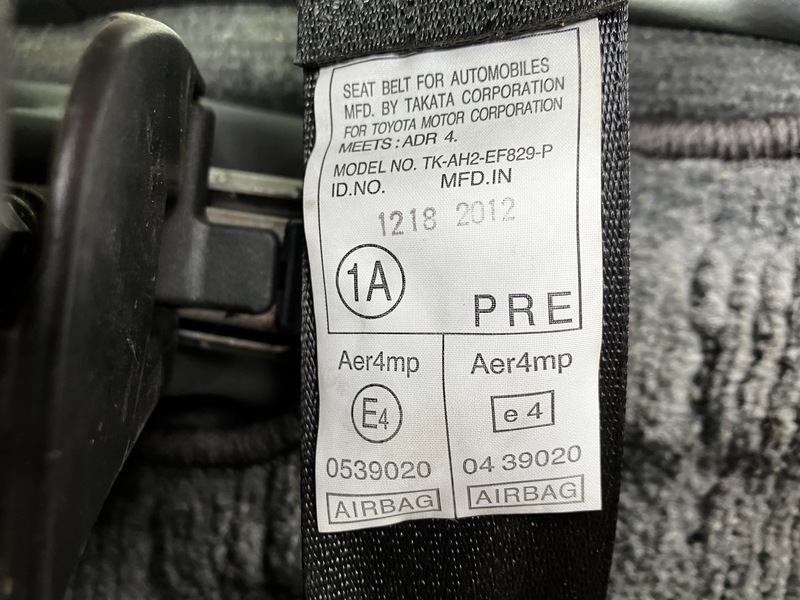 SEAT BELT FOR AUTOMOBILES
MFD. BY TAKATA CORPORATION
FOR TOYOTA MOTOR CORPORATION
MEETS: ADR 4.
MODEL NO. TK-AH2-EF829-P
ID.NO. MFD.IN
1218 2012
1A
PRE
Aer4mp Aer4mp
E4 e 4
0539020 04 39020
AIRBAG AIRBAG